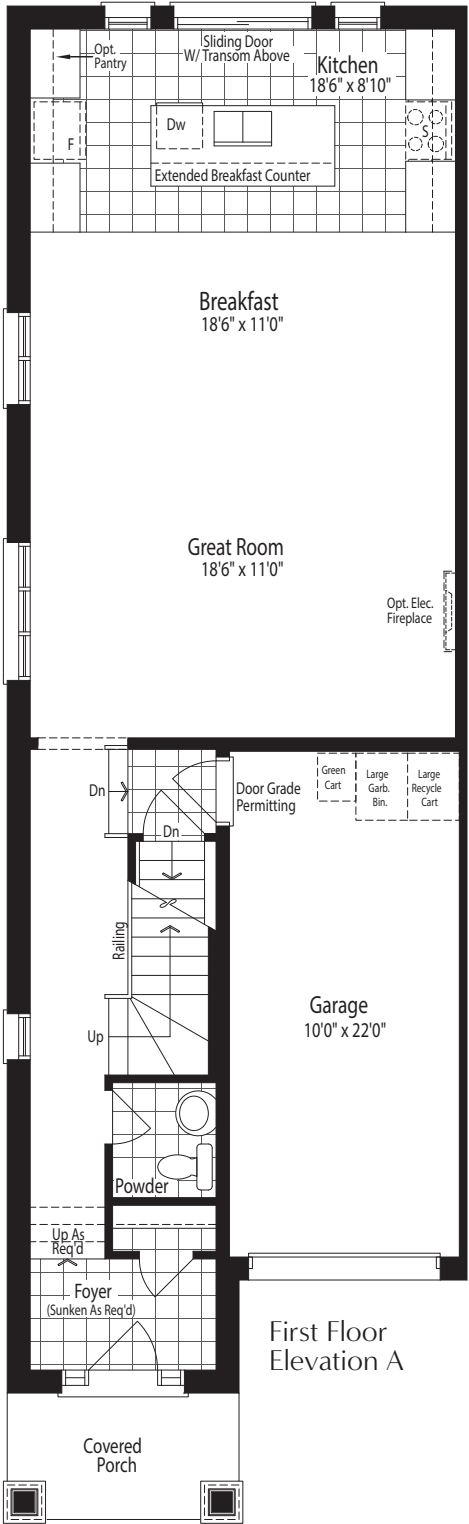 Opt.
Pantry
Sliding Door
W/ Transom Above
Kitchen
18'6" x 8'10"
F
Dw
S
Extended Breakfast Counter
Breakfast
18'6" x 11'0"
Great Room
18'6" x 11'0"
Opt. Elec.
Fireplace
Dn
Door Grade
Permitting
Green
Cart
Large
Garb.
Bin.
Large
Recycle
Cart
Dn
Railing
Up
Garage
10'0" x 22'0"
Powder
Up As
Req'd
Foyer
(Sunken As Req'd)
First Floor
Elevation A
Covered
Porch